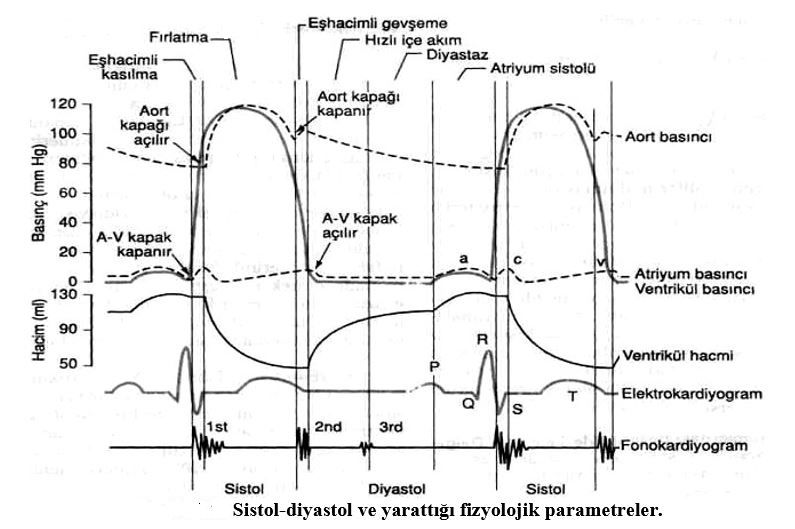 Eşhacimli gevşeme
Fırlatma
Hızlı içe akım
Diyastaz
Eşhacimli
kasılma
Atriyum sistolü
120
100
80
60
40
20
0
Basınç (mm Hg)
Aort
kapağı
açılır
Aort kapağı
kapanır
Aort basıncı
A-V kapak
kapanır
A-V kapak
açılır
a
c
v
Atriyum basıncı
Ventrikül basıncı
130
90
50
Hacim (ml)
Ventrikül hacmi
P
R
Q
S
T
Elektrokardiyogram
1st
2nd
3rd
Fonokardiyogram
Sistol
Diyastol
Sistol
Sistol-diyastol ve yarattığı fizyolojik parametreler.